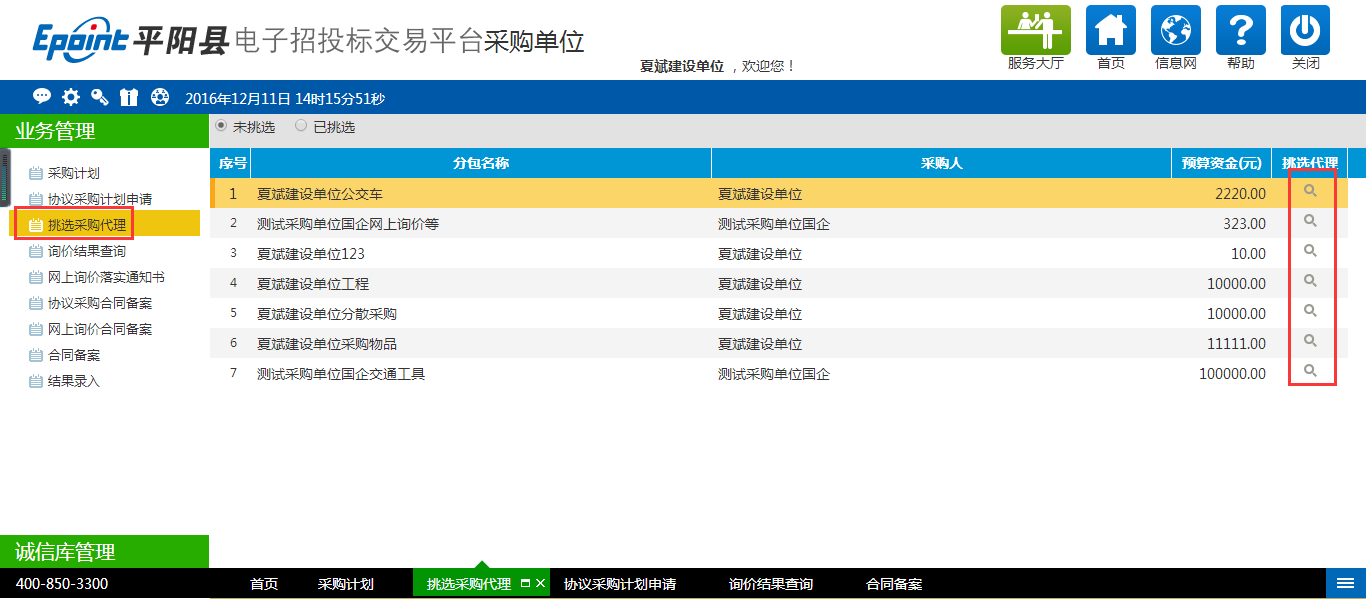 Epoint 平阳县电子招投标交易平台采购单位
夏斌建设单位 ，欢迎您！
服务大厅 首页 信息网 帮助 关闭
2016年12月11日 14时15分51秒
业务管理
采购计划
协议采购计划申请
挑选采购代理
询价结果查询
网上询价落实通知书
协议采购合同备案
网上询价合同备案
合同备案
结果录入
诚信库管理
400-850-3300
未挑选 已挑选
序号 分包名称 采购人 预算资金(元) 挑选代理
1 夏斌建设单位公交车 夏斌建设单位 2220.00
2 测试采购单位国企网上询价等 测试采购单位国企 323.00
3 夏斌建设单位123 夏斌建设单位 10.00
4 夏斌建设单位工程 夏斌建设单位 10000.00
5 夏斌建设单位分散采购 夏斌建设单位 10000.00
6 夏斌建设单位采购物品 夏斌建设单位 11111.00
7 测试采购单位国企交通工具 测试采购单位国企 100000.00
首页 采购计划 挑选采购代理 协议采购计划申请 询价结果查询 合同备案